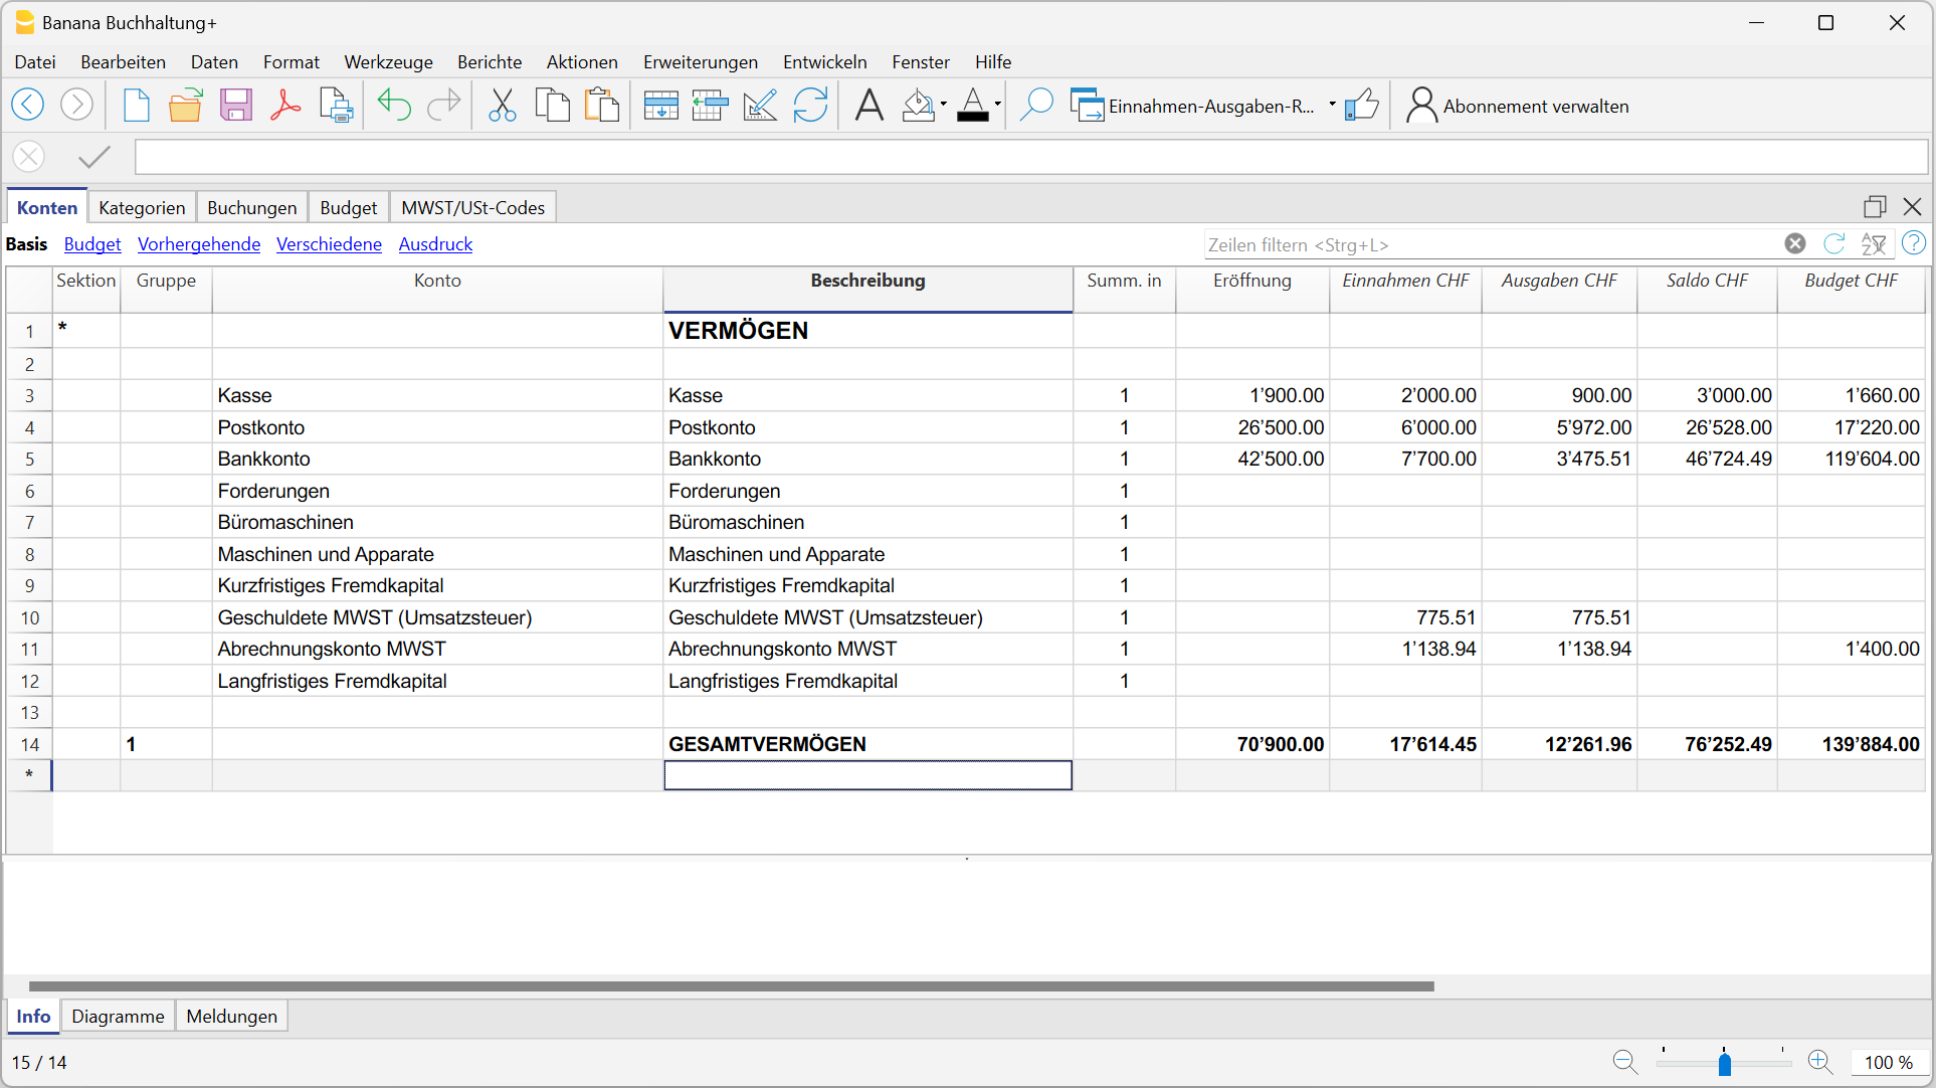 Banana Buchhaltung+
Datei Bearbeiten Daten Format Werkzeuge Berichte Aktionen Erweiterungen Entwickeln Fenster Hilfe
Einnahmen-Ausgaben-R... Abonnement verwalten
Konten Kategorien Buchungen Budget MWST/USt-Codes
Basis Budget Vorhergehende Verschiedene Ausdruck Zeilen filtern <Strg+L>
Sektion Gruppe Konto Beschreibung Summ. in Eröffnung Einnahmen CHF Ausgaben CHF Saldo CHF Budget CHF
1 * VERMÖGEN
2
3 Kasse Kasse 1 1’900.00 2’000.00 900.00 3’000.00 1’660.00
4 Postkonto Postkonto 1 26’500.00 6’000.00 5’972.00 26’528.00 17’220.00
5 Bankkonto Bankkonto 1 42’500.00 7’700.00 3’475.51 46’724.49 119’604.00
6 Forderungen Forderungen 1
7 Büromaschinen Büromaschinen 1
8 Maschinen und Apparate Maschinen und Apparate 1
9 Kurzfristiges Fremdkapital Kurzfristiges Fremdkapital 1
10 Geschuldete MWST (Umsatzsteuer) Geschuldete MWST (Umsatzsteuer) 1 775.51 775.51
11 Abrechnungskonto MWST Abrechnungskonto MWST 1 1’138.94 1’138.94 1’400.00
12 Langfristiges Fremdkapital Langfristiges Fremdkapital 1
13
14 1 GESAMTVERMÖGEN 70’900.00 17’614.45 12’261.96 76’252.49 139’884.00
*
Info Diagramme Meldungen
15 / 14 100 %